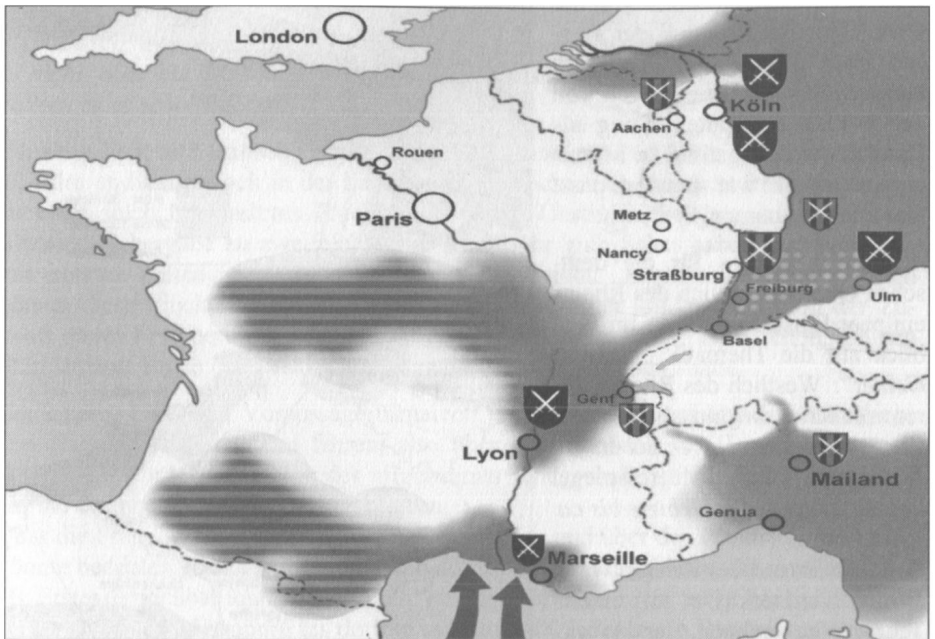 London
Köln
Aachen
Rouen
Paris
Metz
Nancy
Straßburg
Freiburg
Ulm
Basel
Genf
Lyon
Mailand
Genua
Marseille